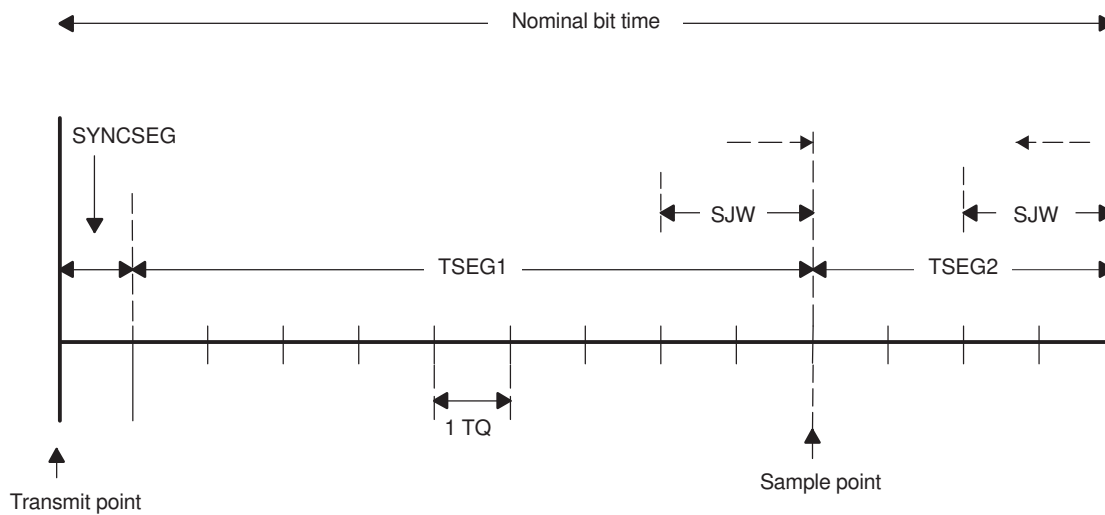 Nominal bit time
SYNCSEG
SJW
SJW
TSEG1
TSEG2
1 TQ
Sample point
Transmit point